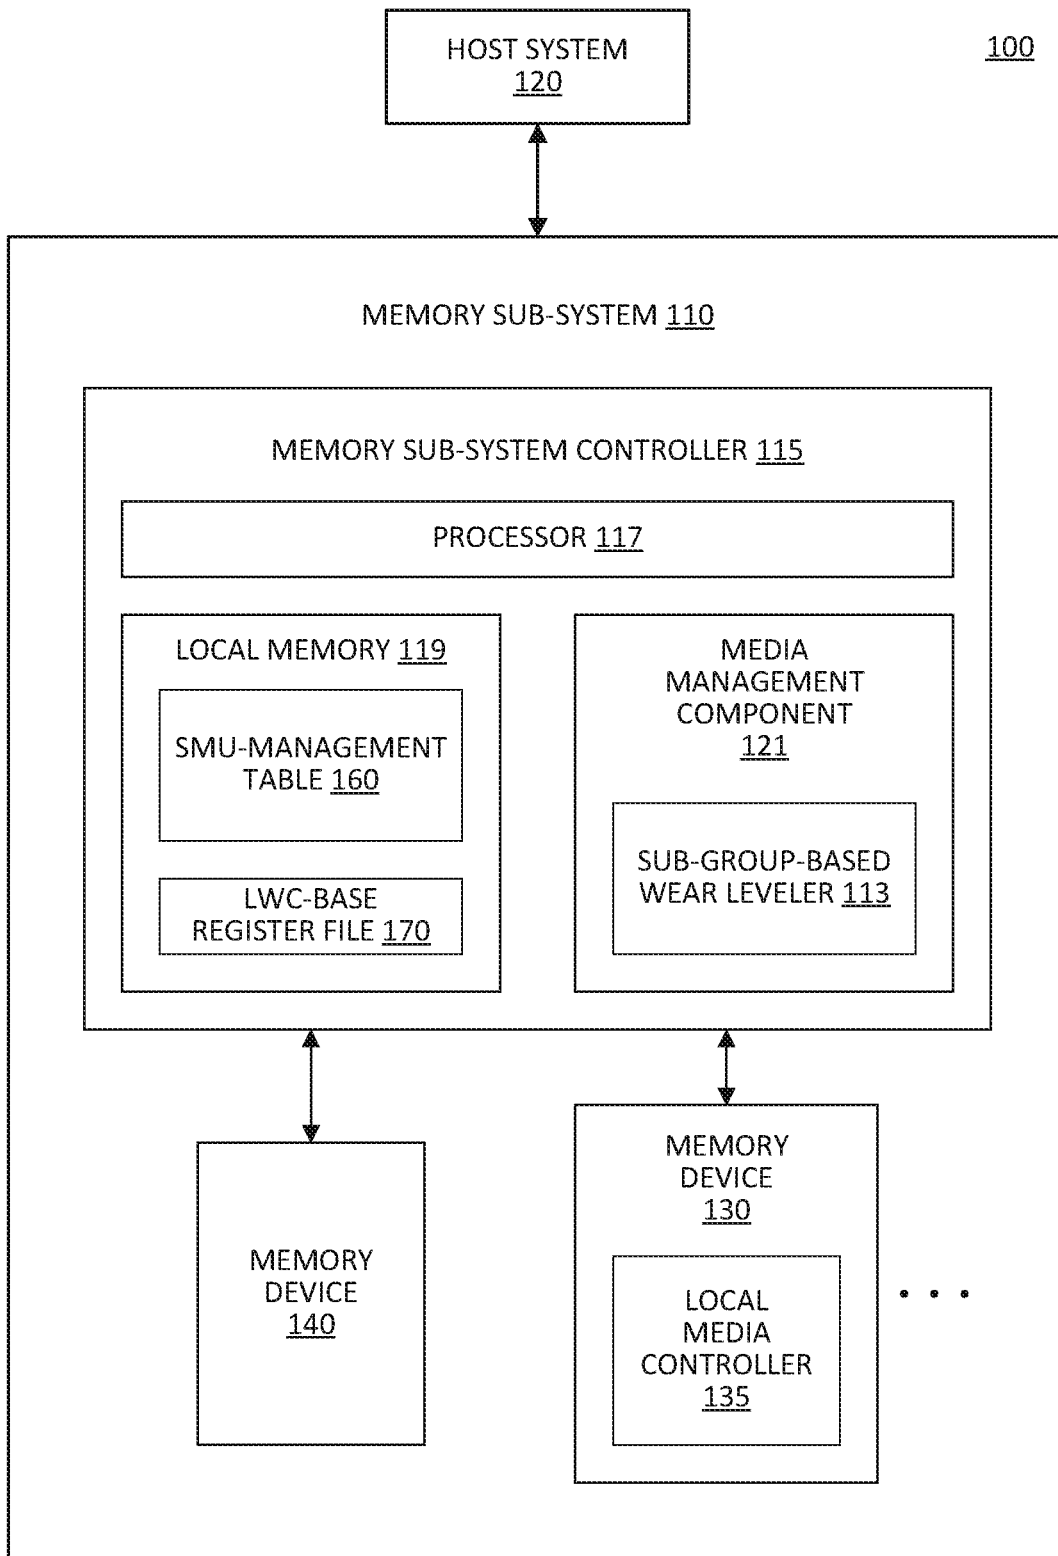 HOST SYSTEM
120
100
MEMORY SUB-SYSTEM 110
MEMORY SUB-SYSTEM CONTROLLER 115
PROCESSOR 117
LOCAL MEMORY 119
SMU-MANAGEMENT
TABLE 160
LWC-BASE
REGISTER FILE 170
MEDIA
MANAGEMENT
COMPONENT
121
SUB-GROUP-BASED
WEAR LEVELER 113
MEMORY
DEVICE
140
MEMORY
DEVICE
130
LOCAL
MEDIA
CONTROLLER
135
. . .